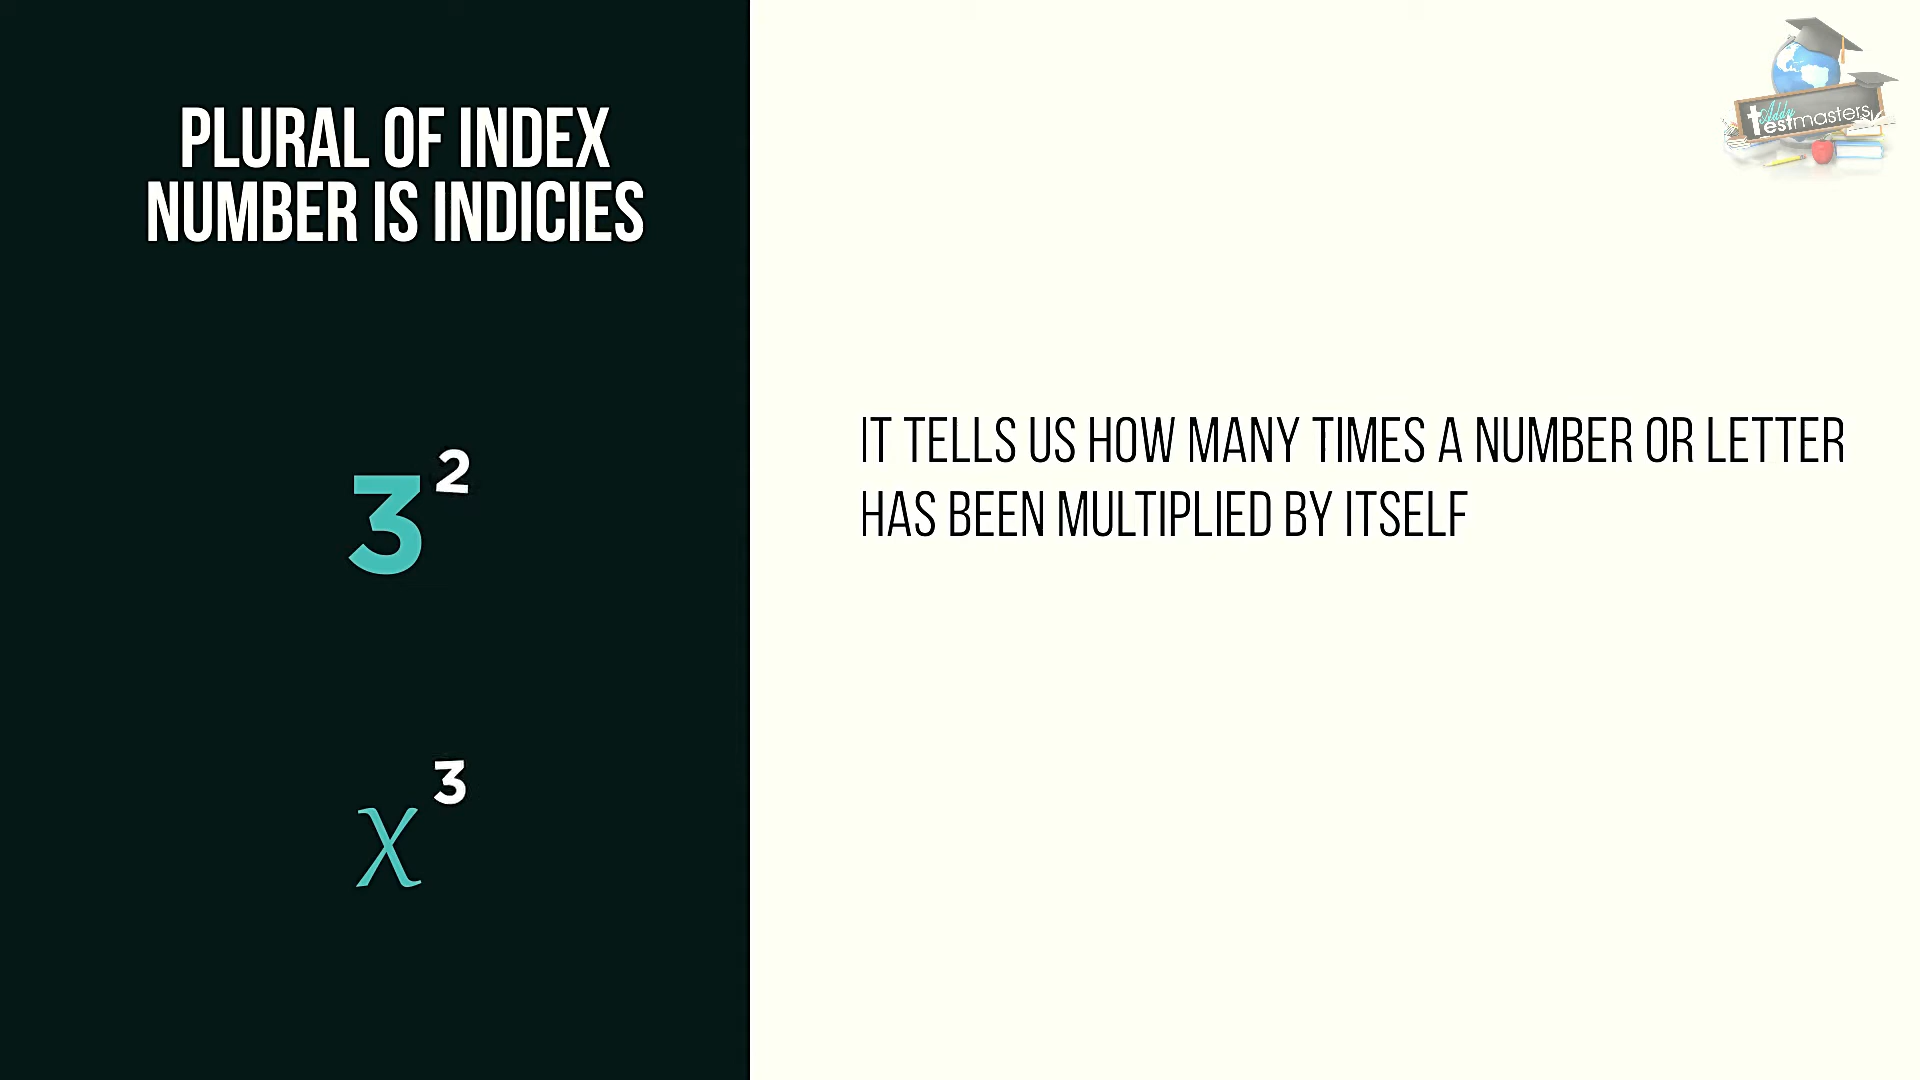 PLURAL OF INDEX
NUMBER IS INDICIES
3²
x³
IT TELLS US HOW MANY TIMES A NUMBER OR LETTER
HAS BEEN MULTIPLIED BY ITSELF
Addy
testmasters